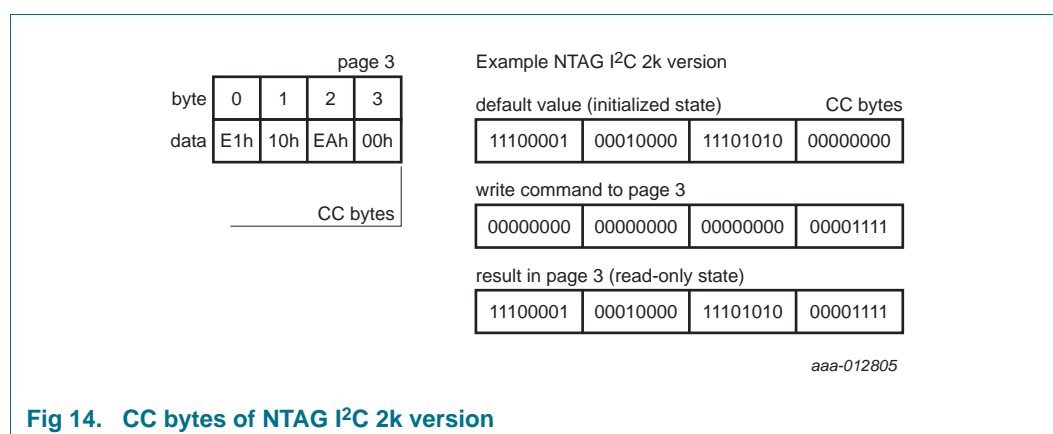 page 3
byte 0 1 2 3
data E1h 10h EAh 00h
CC bytes
Example NTAG I2C 2k version
default value (initialized state) CC bytes
11100001 00010000 11101010 00000000
write command to page 3
00000000 00000000 00000000 00001111
result in page 3 (read-only state)
11100001 00010000 11101010 00001111
aaa-012805
Fig 14. CC bytes of NTAG I2C 2k version